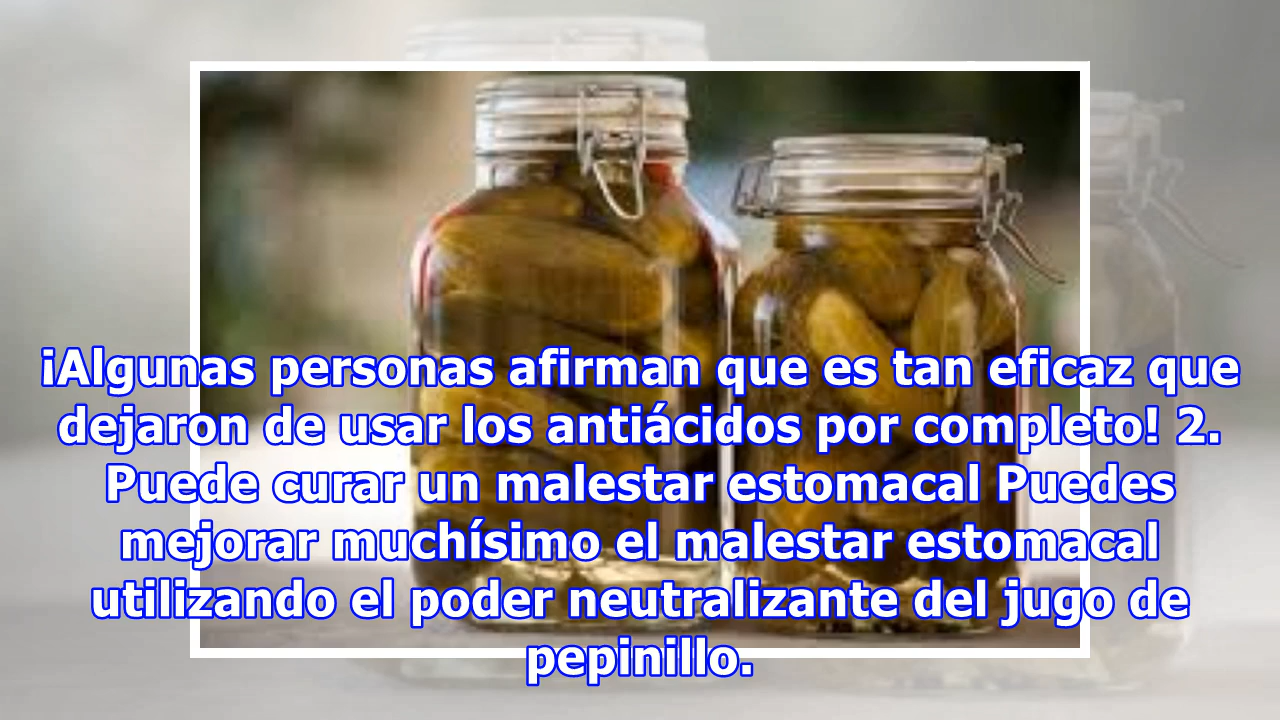 ¡Algunas personas afirman que es tan eficaz que
dejaron de usar los antiácidos por completo! 2.
Puede curar un malestar estomacal Puedes
mejorar muchísimo el malestar estomacal
utilizando el poder neutralizante del jugo de
pepinillo.